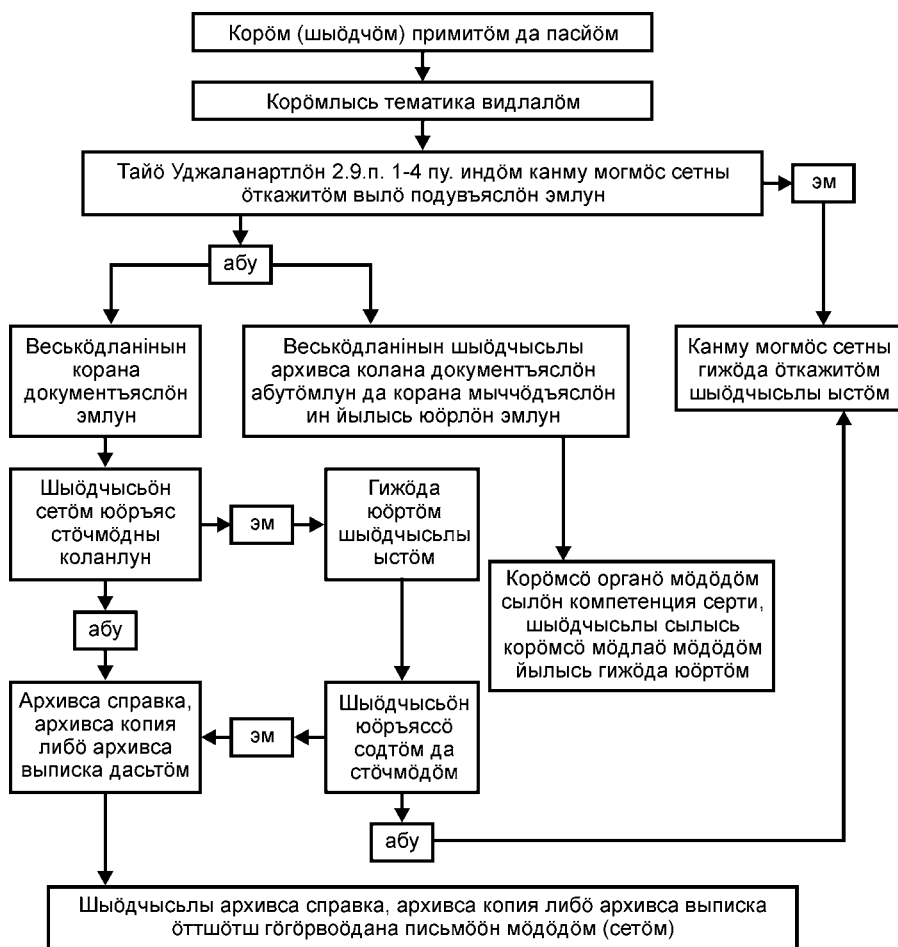 Корӧм (шыӧдчӧм) примитӧм да пасйӧм
Корӧмлысь тематика видлалӧм
Тайӧ Уджаланартлӧн 2.9.п. 1-4 пу. индӧм канму могмӧс сетны
ӧткажитӧм вылӧ подувъяслӧн эмлун
эм
абу
Веськӧдланінын
корана
документъяслӧн
эмлун
Веськӧдланінын шыӧдчысьлы
архивса колана документъяслӧн
абутӧмлун да корана мыччӧдъяслӧн
ин йылысь юӧрлӧн эмлун
Канму могмӧс сетны
гижӧда ӧткажитӧм
шыӧдчысьлы ыстӧм
Шыӧдчысьӧн
сетӧм юӧръяс
стӧчмӧдны
коланлун
эм
Гижӧда
юӧртӧм
шыӧдчысьлы
ыстӧм
Корӧмсӧ органӧ мӧдӧдӧм
сылӧн компетенция серти,
шыӧдчысьлы сылысь
корӧмсӧ мӧдлаӧ мӧдӧдӧм
йылысь гижӧда юӧртӧм
абу
Архивса справка,
архивса копия
либӧ архивса
выписка дасьтӧм
эм
Шыӧдчысьӧн
юӧръяссӧ
содтӧм да
стӧчмӧдӧм
абу
Шыӧдчысьлы архивса справка, архивса копия либӧ архивса выписка
ӧттшӧтш гӧгӧрвоӧдана письмӧӧн мӧдӧдӧм (сетӧм)